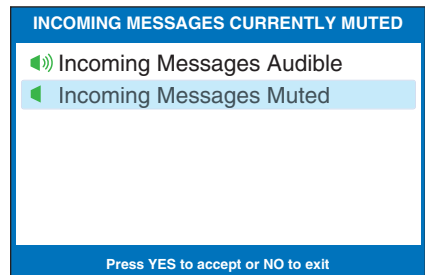 INCOMING MESSAGES CURRENTLY MUTED
Incoming Messages Audible
Incoming Messages Muted
Press YES to accept or NO to exit